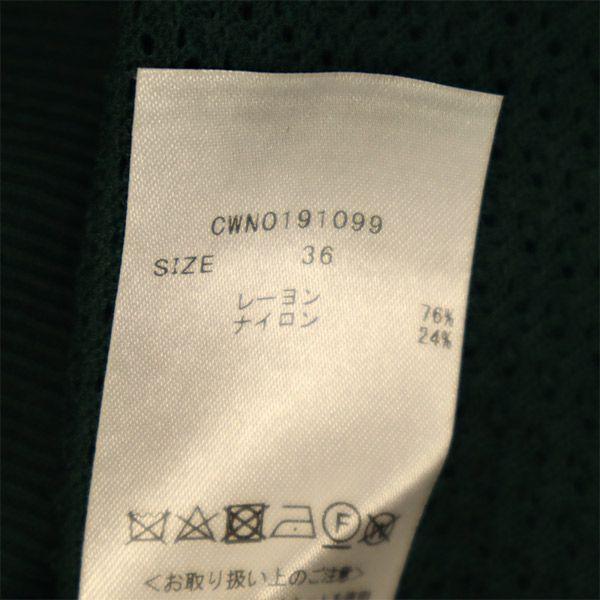 CWNO191099
SIZE 36
レーヨン 76%
ナイロン 24%
F
<お取り扱い上のご注意>